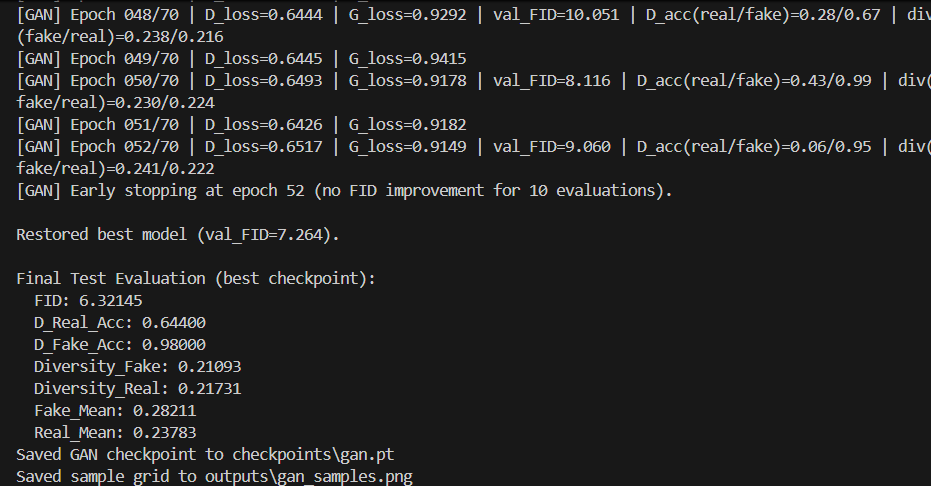 [GAN] Epoch 048/70 | D_loss=0.6444 | G_loss=0.9292 | val_FID=10.051 | D_acc(real/fake)=0.28/0.67 | div
(fake/real)=0.238/0.216
[GAN] Epoch 049/70 | D_loss=0.6445 | G_loss=0.9415
[GAN] Epoch 050/70 | D_loss=0.6493 | G_loss=0.9178 | val_FID=8.116 | D_acc(real/fake)=0.43/0.99 | div(
fake/real)=0.230/0.224
[GAN] Epoch 051/70 | D_loss=0.6426 | G_loss=0.9182
[GAN] Epoch 052/70 | D_loss=0.6517 | G_loss=0.9149 | val_FID=9.060 | D_acc(real/fake)=0.06/0.95 | div(
fake/real)=0.241/0.222
[GAN] Early stopping at epoch 52 (no FID improvement for 10 evaluations).
Restored best model (val_FID=7.264).
Final Test Evaluation (best checkpoint):
FID: 6.32145
D_Real_Acc: 0.64400
D_Fake_Acc: 0.98000
Diversity_Fake: 0.21093
Diversity_Real: 0.21731
Fake_Mean: 0.28211
Real_Mean: 0.23783
Saved GAN checkpoint to checkpoints\gan.pt
Saved sample grid to outputs\gan_samples.png